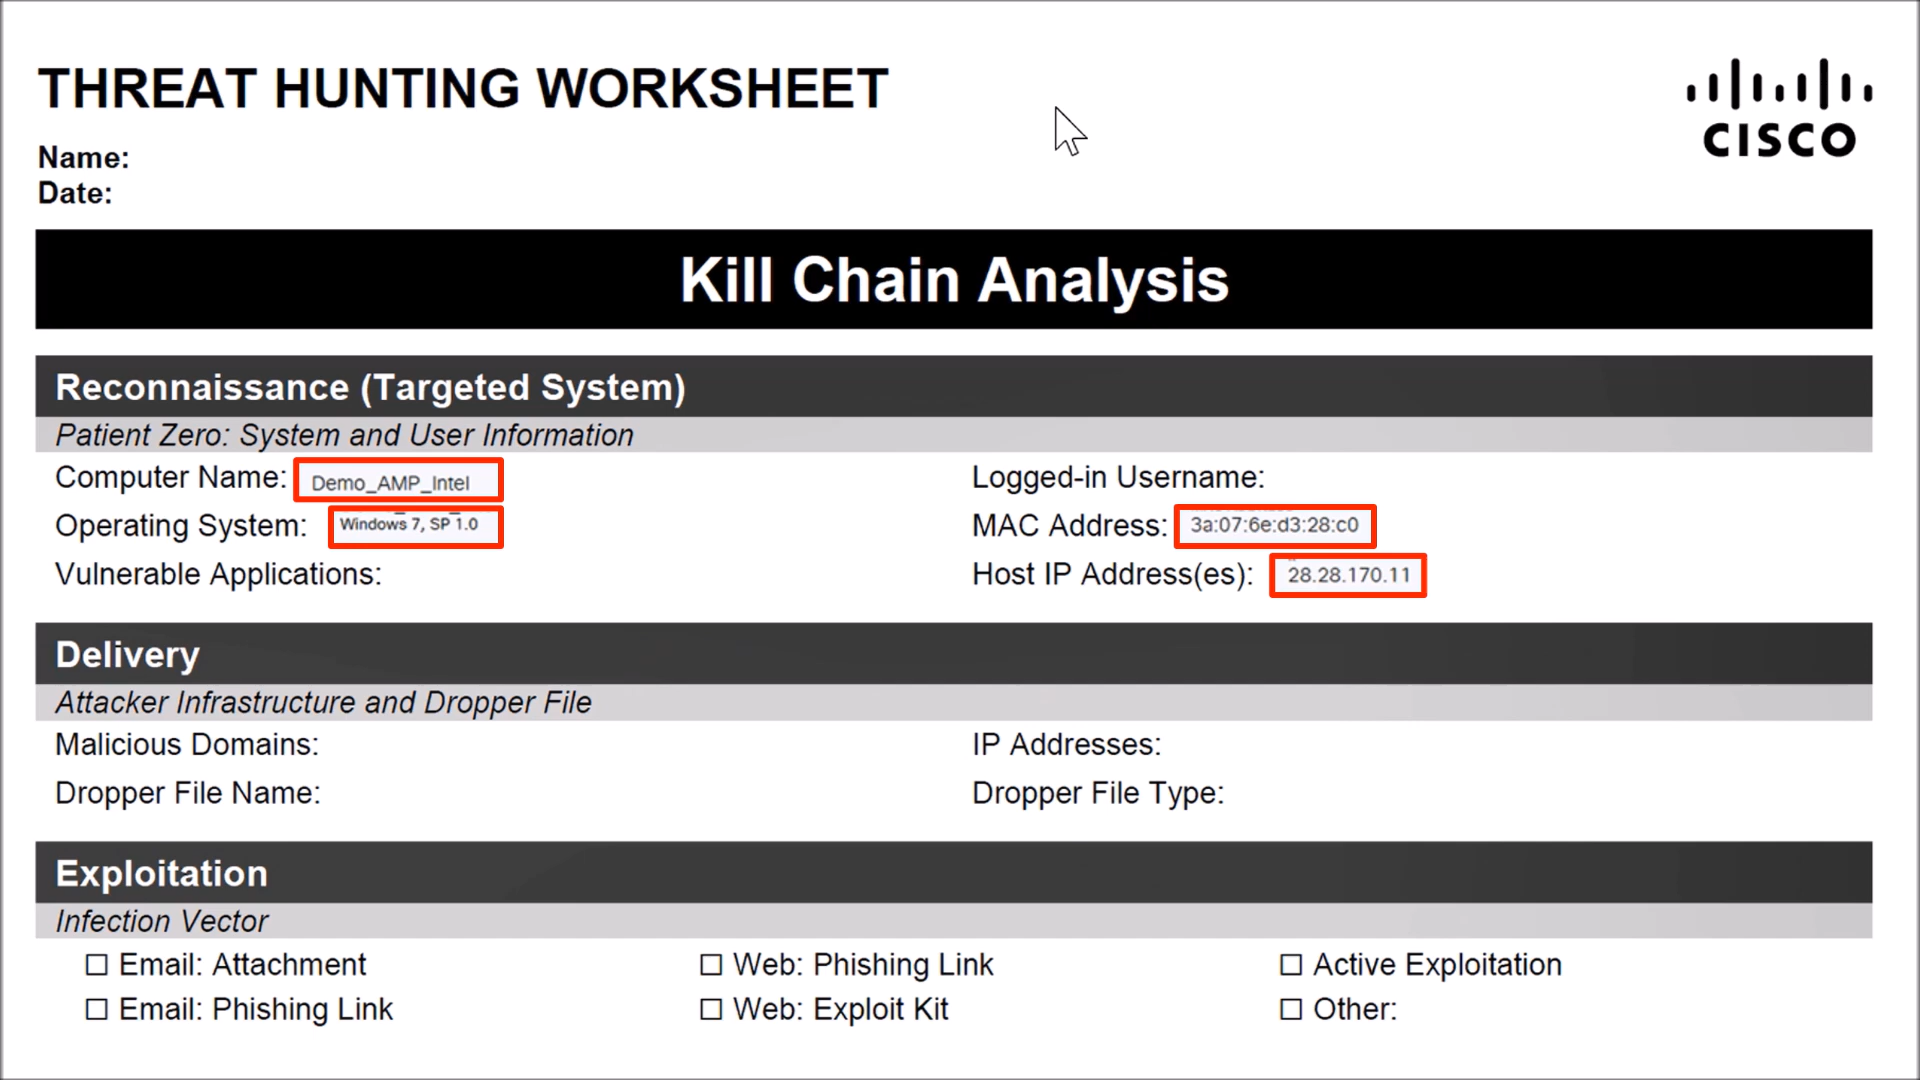 THREAT HUNTING WORKSHEET
CISCO
Name:
Date:
Kill Chain Analysis
Reconnaissance (Targeted System)
Patient Zero: System and User Information
Computer Name: Demo_AMP_Intel
Logged-in Username:
Operating System: Windows 7, SP 1.0
MAC Address: 3a:07:6e:d3:28:c0
Vulnerable Applications:
Host IP Address(es): 28.28.170.11
Delivery
Attacker Infrastructure and Dropper File
Malicious Domains:
IP Addresses:
Dropper File Name:
Dropper File Type:
Exploitation
Infection Vector
☐ Email: Attachment
☐ Web: Phishing Link
☐ Active Exploitation
☐ Email: Phishing Link
☐ Web: Exploit Kit
☐ Other: